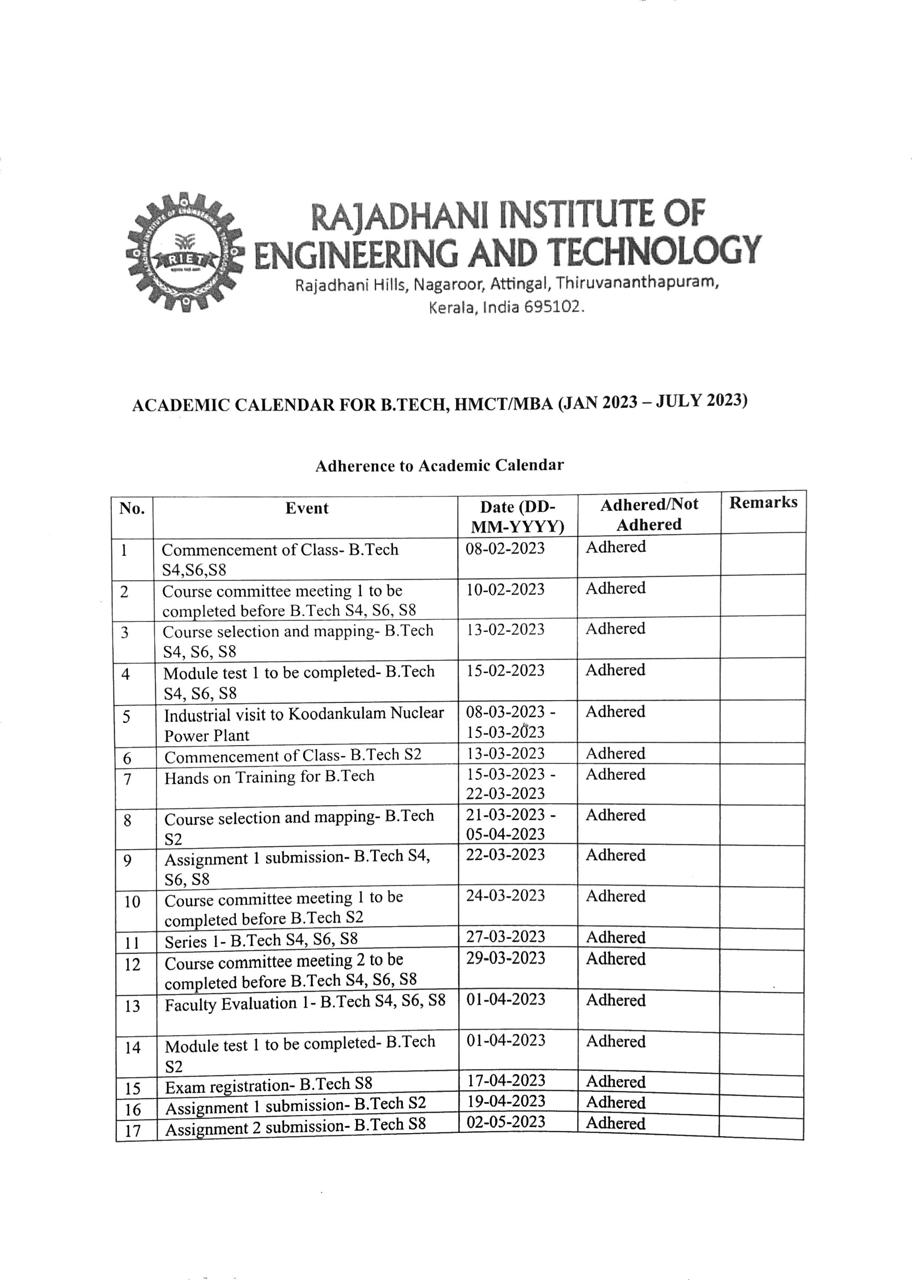 RAJADHANI INSTITUTE OF
ENGINEERING AND TECHNOLOGY
Rajadhani Hills, Nagaroor, Attingal, Thiruvananthapuram,
Kerala, India 695102.
RIET
ACADEMIC CALENDAR FOR B.TECH, HMCT/MBA (JAN 2023 – JULY 2023)
Adherence to Academic Calendar
No. Event Date (DD-MM-YYYY) Adhered/Not Adhered Remarks
1 Commencement of Class- B.Tech S4,S6,S8 08-02-2023 Adhered
2 Course committee meeting 1 to be completed before B.Tech S4, S6, S8 10-02-2023 Adhered
3 Course selection and mapping- B.Tech S4, S6, S8 13-02-2023 Adhered
4 Module test 1 to be completed- B.Tech S4, S6, S8 15-02-2023 Adhered
5 Industrial visit to Koodankulam Nuclear Power Plant 08-03-2023 - 15-03-2023 Adhered
6 Commencement of Class- B.Tech S2 13-03-2023 Adhered
7 Hands on Training for B.Tech 15-03-2023 - 22-03-2023 Adhered
8 Course selection and mapping- B.Tech S2 21-03-2023 - 05-04-2023 Adhered
9 Assignment 1 submission- B.Tech S4, S6, S8 22-03-2023 Adhered
10 Course committee meeting 1 to be completed before B.Tech S2 24-03-2023 Adhered
11 Series 1- B.Tech S4, S6, S8 27-03-2023 Adhered
12 Course committee meeting 2 to be completed before B.Tech S4, S6, S8 29-03-2023 Adhered
13 Faculty Evaluation 1- B.Tech S4, S6, S8 01-04-2023 Adhered
14 Module test 1 to be completed- B.Tech S2 01-04-2023 Adhered
15 Exam registration- B.Tech S8 17-04-2023 Adhered
16 Assignment 1 submission- B.Tech S2 19-04-2023 Adhered
17 Assignment 2 submission- B.Tech S8 02-05-2023 Adhered